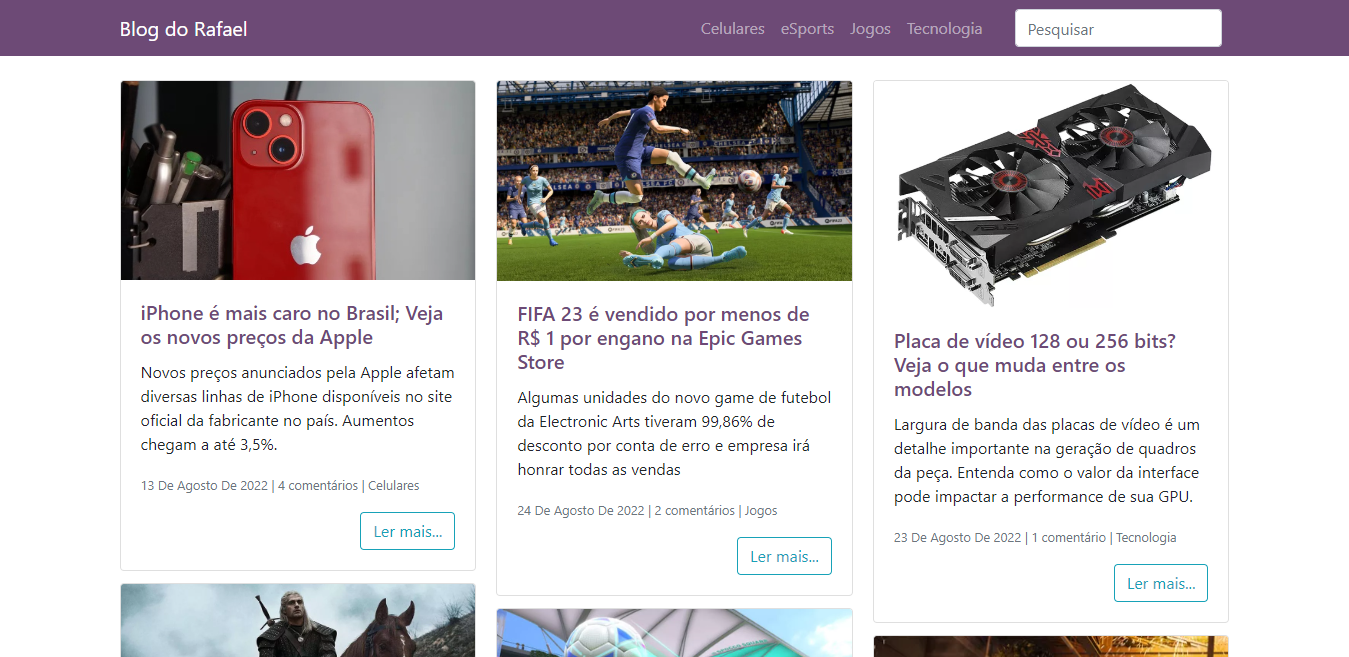 Blog do Rafael
Celulares eSports Jogos Tecnologia Pesquisar
iPhone é mais caro no Brasil; Veja
os novos preços da Apple
Novos preços anunciados pela Apple afetam
diversas linhas de iPhone disponíveis no site
oficial da fabricante no país. Aumentos
chegam a até 3,5%.
13 De Agosto De 2022 | 4 comentários | Celulares
Ler mais...
CHELSEA F
CHELSEA F.C.
FIFA 23 é vendido por menos de
R$ 1 por engano na Epic Games
Store
Algumas unidades do novo game de futebol
da Electronic Arts tiveram 99,86% de
desconto por conta de erro e empresa irá
honrar todas as vendas
24 De Agosto De 2022 | 2 comentários | Jogos
Ler mais...
ASUS
Placa de vídeo 128 ou 256 bits?
Veja o que muda entre os
modelos
Largura de banda das placas de vídeo é um
detalhe importante na geração de quadros
da peça. Entenda como o valor da interface
pode impactar a performance de sua GPU.
23 De Agosto De 2022 | 1 comentário | Tecnologia
Ler mais...